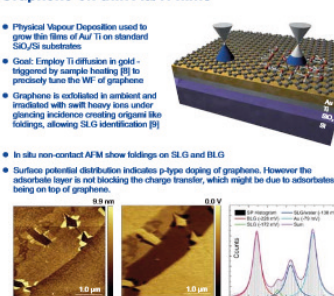 Physical Vapour Deposition used to
grow thin films of Au/ Ti on standard
SiO₂/Si substrates
Goal: Employ Ti diffusion in gold -
triggered by sample heating [8] to
precisely tune the WF of graphene
Graphene is exfoliated in ambient and
irradiated with swift heavy ions under
glancing incidence creating origami like
foldings, allowing SLG identification [9]
Au
Ti
SiO₂
Si
In situ non-contact AFM show foldings on SLG and BLG
Surface potential distribution indicates p-type doping of graphene. However the
adsorbate layer is not blocking the charge transfer, which might be due to adsorbates
being on top of graphene.
9.9 nm
0.0 V
1.0 µm
1.0 µm
Counts
Sum